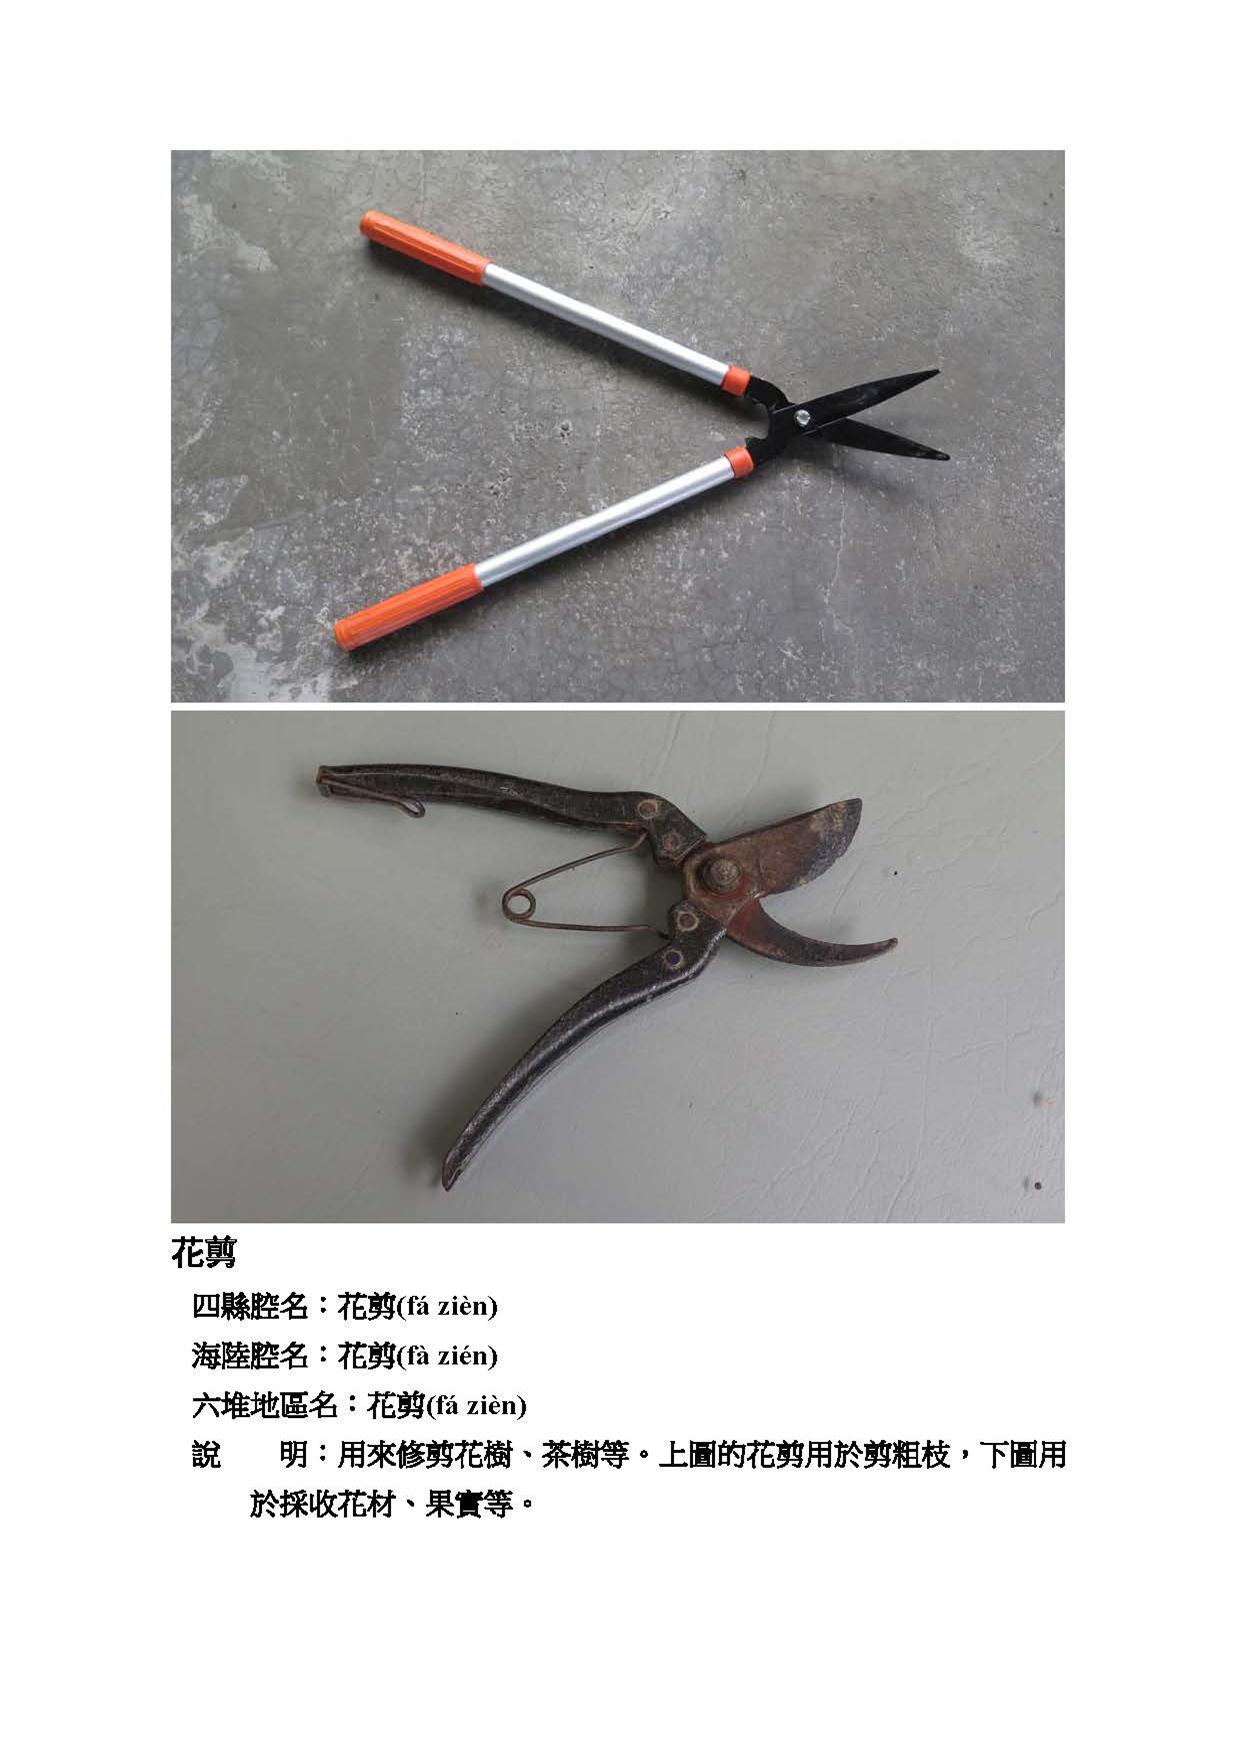 花剪
四縣腔名：花剪(fá zièn)
海陸腔名：花剪(fà zién)
六堆地區名：花剪(fá zièn)
說　　明：用來修剪花樹、茶樹等。上圖的花剪用於剪粗枝，下圖用
於採收花材、果實等。